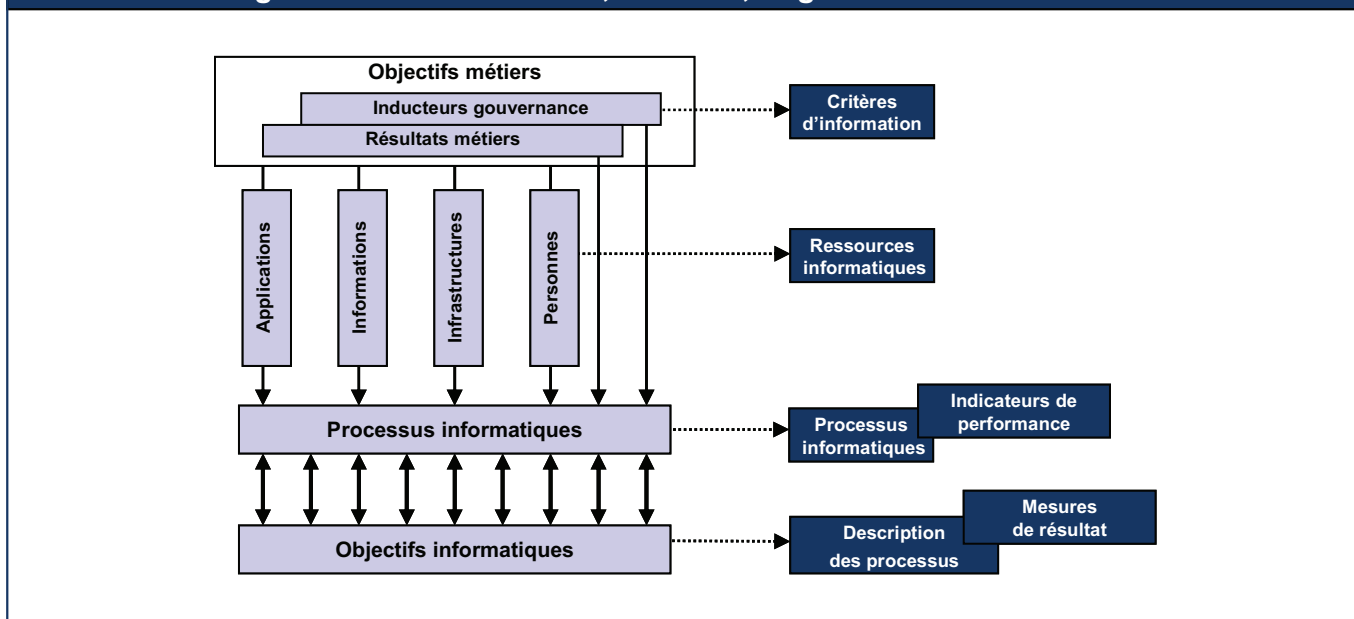 Objectifs métiers
Inducteurs gouvernance
Résultats métiers
Critères
d'information
Applications
Informations
Infrastructures
Personnes
Ressources
informatiques
Processus informatiques
Processus
informatiques
Indicateurs de
performance
Objectifs informatiques
Description
des processus
Mesures
de résultat